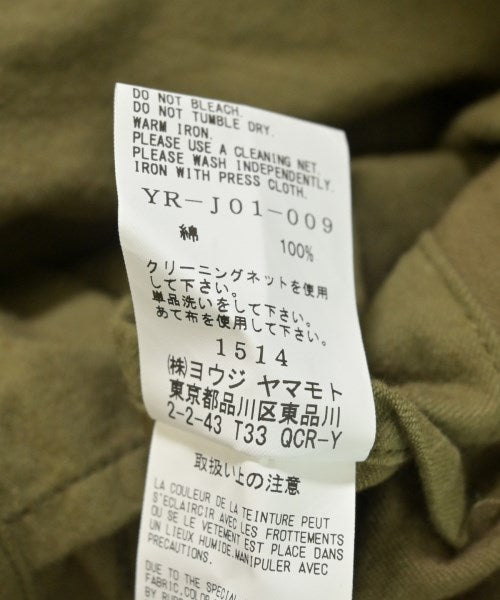 DO NOT BLEACH.
DO NOT TUMBLE DRY.
WARM IRON.
PLEASE USE A CLEANING NET.
PLEASE WASH INDEPENDENTLY.
IRON WITH PRESS CLOTH.
YR-J01-009
綿 100%
クリーニングネットを使用
して下さい。
単品洗いをして下さい。
あて布を使用して下さい。
1514
(株)ヨウジ ヤマモト
東京都品川区東品川
2-2-43 T33 QCR-Y
取扱い上の注意
LA COULEUR DE LA TEINTURE PEUT
S'ECLAIRCIR AVEC LES FROTTEMENTS
OU SE LE VETEMENT EST PLACE DANS
UN LIEUX HUMIDE.MANIPULER AVEC
PRECAUTIONS.
DUE TO THE SPECIAL
FABRIC,COLOR